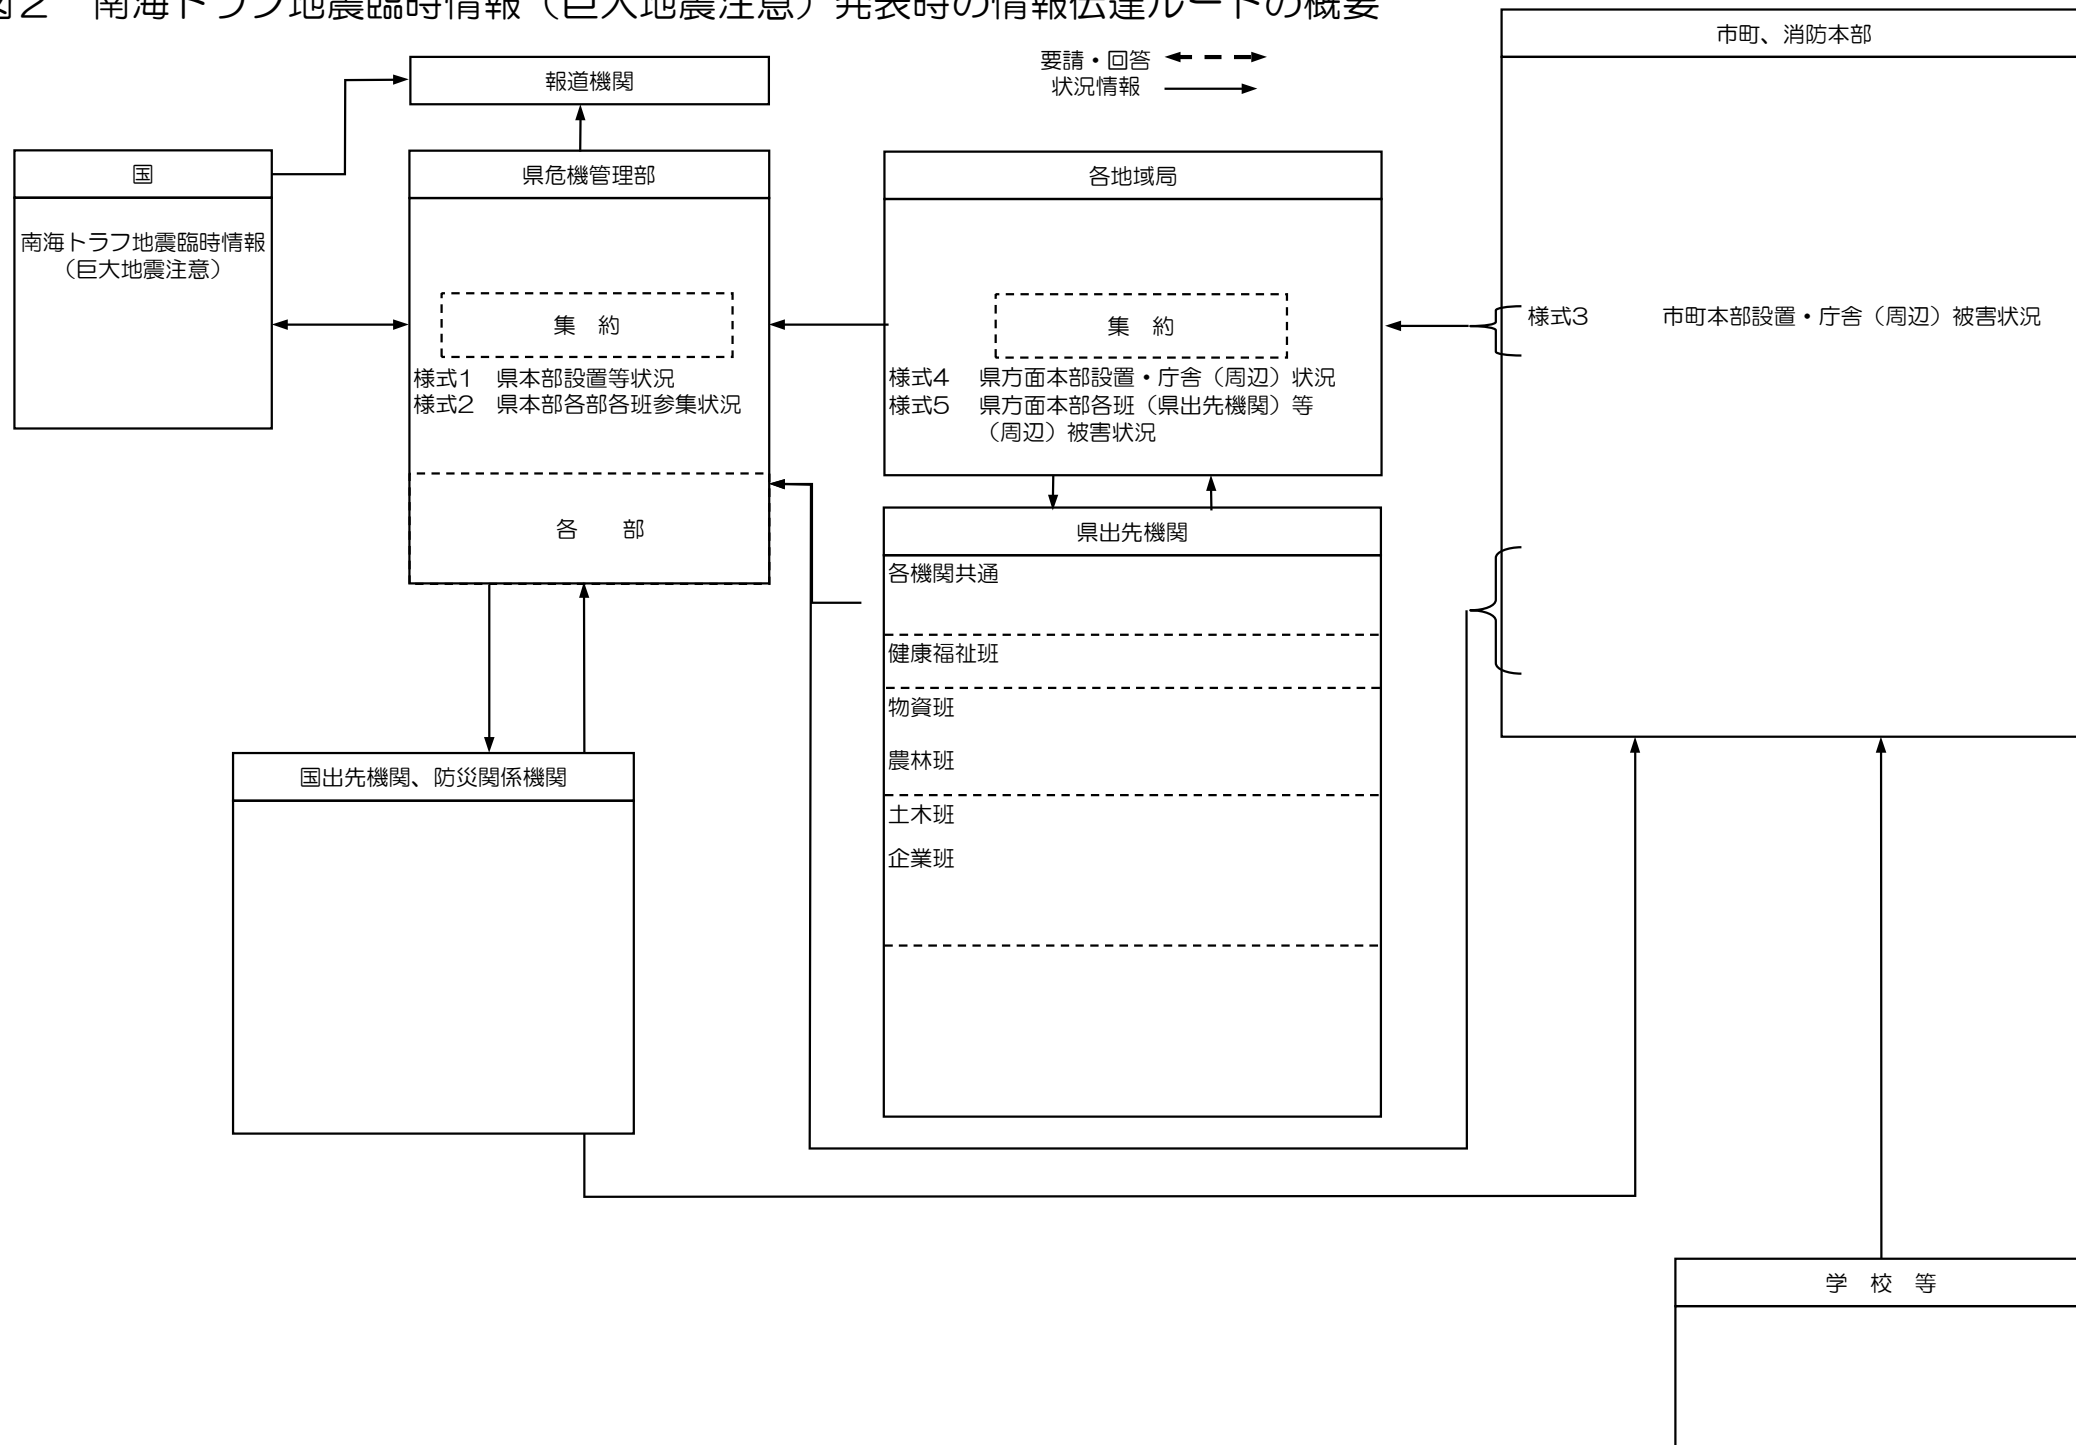 図2　南海トラフ地震臨時情報（巨大地震注意）発表時の情報伝達ルートの概要
要請・回答
状況情報
報道機関
国
南海トラフ地震臨時情報
（巨大地震注意）
県危機管理部
集　約
様式1　県本部設置等状況
様式2　県本部各部各班参集状況
各　　部
各地域局
集　約
様式4　県方面本部設置・庁舎（周辺）状況
様式5　県方面本部各班（県出先機関）等
（周辺）被害状況
県出先機関
各機関共通
健康福祉班
物資班
農林班
土木班
企業班
市町、消防本部
様式3　　　市町本部設置・庁舎（周辺）被害状況
国出先機関、防災関係機関
学　校　等